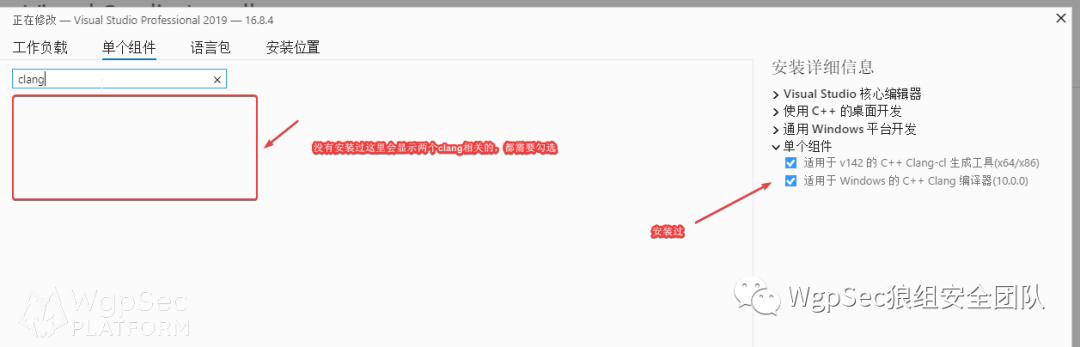 正在修改 — Visual Studio Professional 2019 — 16.8.4
工作负载 单个组件 语言包 安装位置
clang
没有安装过这里会显示两个clang相关的，都需要勾选
安装详细信息
Visual Studio 核心编辑器
使用 C++ 的桌面开发
通用 Windows 平台开发
单个组件
适用于 v142 的 C++ Clang-cl 生成工具(x64/x86)
适用于 Windows 的 C++ Clang 编译器(10.0.0)
安装过
WgpSec
PLATFORM
WgpSec狼组安全团队